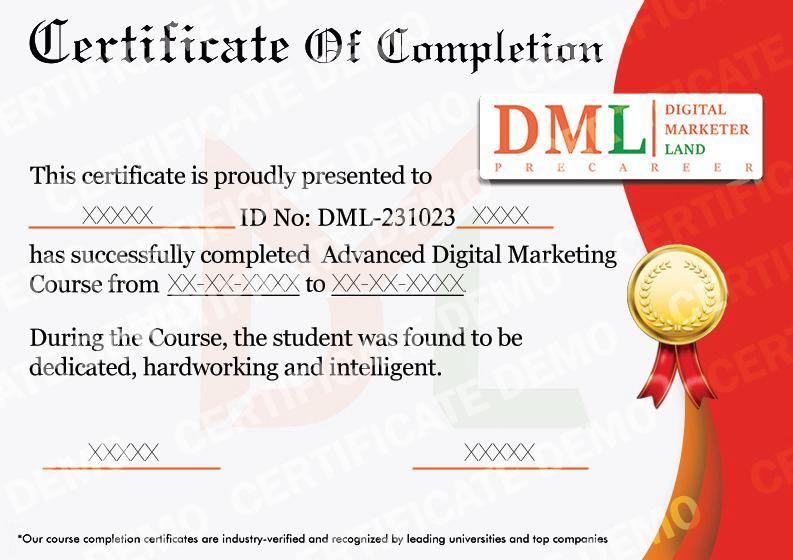 Certificate Of Completion
DML DIGITAL
MARKETER
LAND
PRECAREER
This certificate is proudly presented to
XXXXX ID No: DML-231023 XXXX
has successfully completed Advanced Digital Marketing
Course from XX-XX-XXXX to XX-XX-XXXX
During the Course, the student was found to be
dedicated, hardworking and intelligent.
XXXXX XXXXX
*Our course completion certificates are industry-verified and recognized by leading universities and top companies
CERTIFICATE DEMO